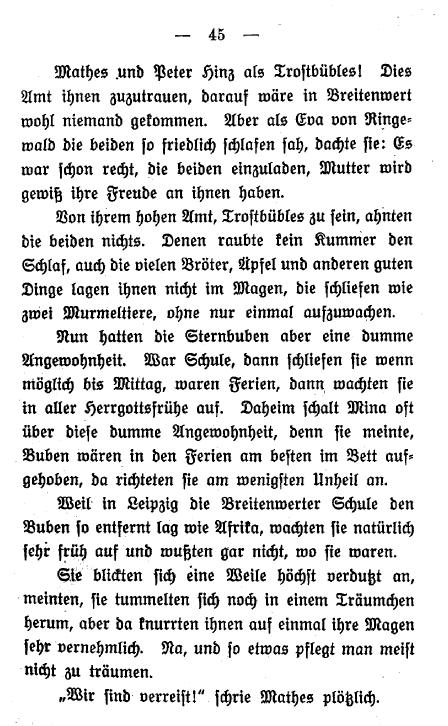 — 45 —
Mathes und Peter Hinz als Trostbübles! Dies
Amt ihnen zuzutrauen, darauf wäre in Breitenwert
wohl niemand gekommen. Aber als Eva von Ringe-
wald die beiden so friedlich schlafen sah, dachte sie: Es
war schon recht, die beiden einzuladen, Mutter wird
gewiß ihre Freude an ihnen haben.
Von ihrem hohen Amt, Trostbübles zu sein, ahnten
die beiden nichts. Denen raubte kein Kummer den
Schlaf, auch die vielen Bröter, Äpfel und anderen guten
Dinge lagen ihnen nicht im Magen, die schliefen wie
zwei Murmeltiere, ohne nur einmal aufzuwachen.
Nun hatten die Sternbuben aber eine dumme
Angewohnheit. War Schule, dann schliefen sie wenn
möglich bis Mittag, waren Ferien, dann wachten sie
in aller Herrgottsfrühe auf. Daheim schalt Mina oft
über diese dumme Angewohnheit, denn sie meinte,
Buben wären in den Ferien am besten im Bett auf-
gehoben, da richteten sie am wenigsten Unheil an.
Weil in Leipzig die Breitenwerter Schule den
Buben so entfernt lag wie Afrika, wachten sie natürlich
sehr früh auf und wußten gar nicht, wo sie waren.
Sie blickten sich eine Weile höchst verdutzt an,
meinten, sie tummelten sich noch in einem Träumchen
herum, aber da knurrten ihnen auf einmal ihre Magen
sehr vernehmlich. Na, und so etwas pflegt man meist
nicht zu träumen.
„Wir sind verreist!“ schrie Mathes plötzlich.